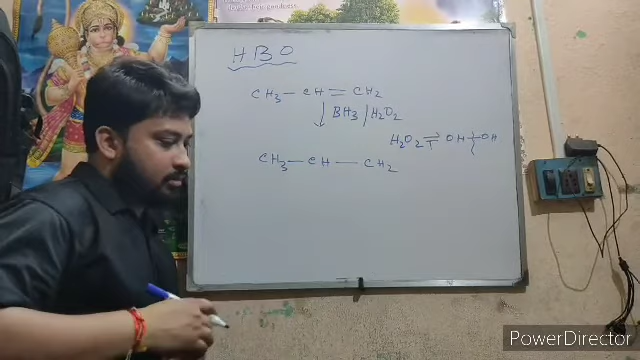 HBO
CH3 — CH = CH2
↓ BH3 / H2O2
H2O2 ⇌ OH + OH
CH3 — CH — CH2
PowerDirector